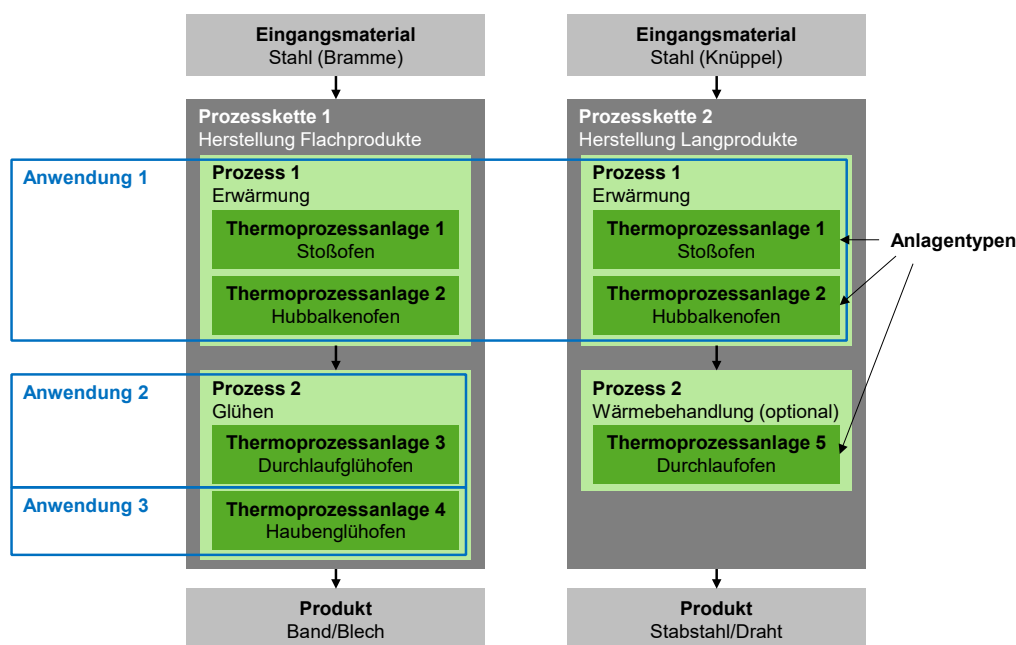 Eingangsmaterial
Stahl (Bramme)
Eingangsmaterial
Stahl (Knüppel)
Prozesskette 1
Herstellung Flachprodukte
Prozesskette 2
Herstellung Langprodukte
Anwendung 1
Prozess 1
Erwärmung
Thermoprozessanlage 1
Stoßofen
Thermoprozessanlage 2
Hubbalkenofen
Prozess 1
Erwärmung
Thermoprozessanlage 1
Stoßofen
Thermoprozessanlage 2
Hubbalkenofen
Anlagentypen
Anwendung 2
Prozess 2
Glühen
Thermoprozessanlage 3
Durchlaufglühofen
Anwendung 3
Thermoprozessanlage 4
Haubenglühofen
Prozess 2
Wärmebehandlung (optional)
Thermoprozessanlage 5
Durchlaufofen
Produkt
Band/Blech
Produkt
Stabstahl/Draht